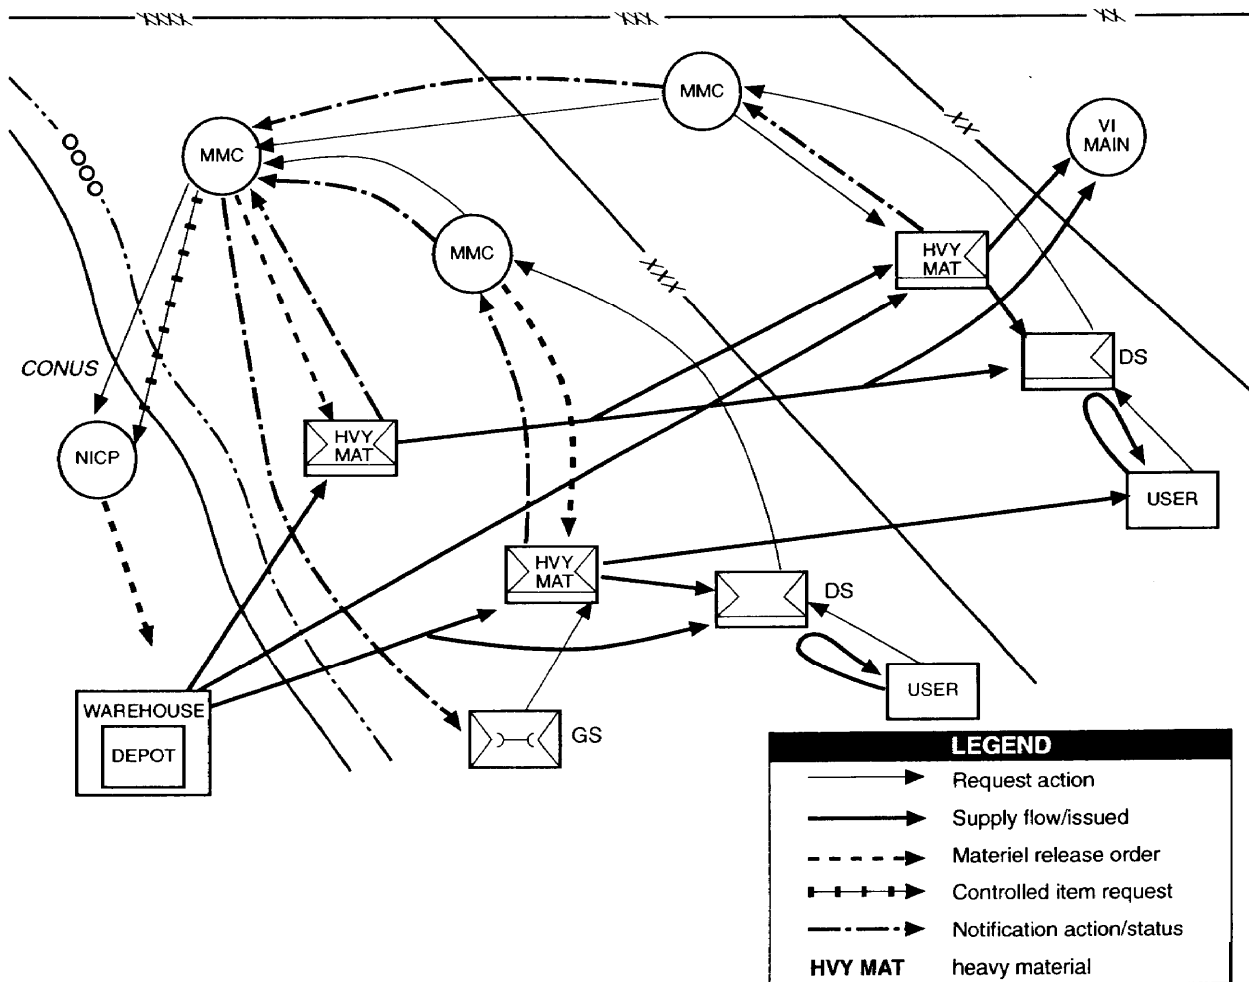 XXXX
XXX
XX
MMC
VI
MAIN
XX
MMC
OOOO
MMC
HVY
MAT
XXX
CONUS
DS
NICP
HVY
MAT
USER
HVY
MAT
DS
USER
WAREHOUSE
DEPOT
GS
LEGEND
Request action
Supply flow/issued
Materiel release order
Controlled item request
Notification action/status
HVY MAT heavy material